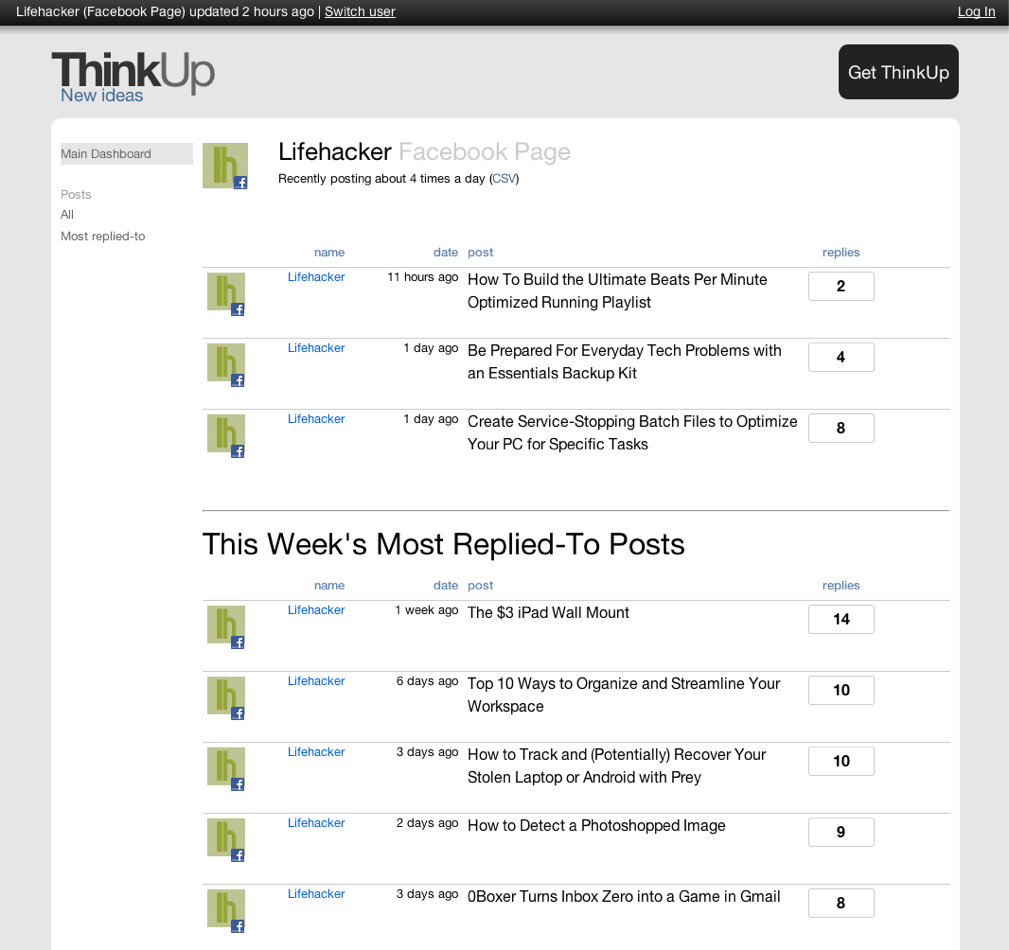 Lifehacker (Facebook Page) updated 2 hours ago | Switch user
Log In
ThinkUp
New ideas
Get ThinkUp
Main Dashboard
Posts
All
Most replied-to
Lifehacker Facebook Page
Recently posting about 4 times a day (CSV)
name date post replies
Lifehacker 11 hours ago How To Build the Ultimate Beats Per Minute 2
Optimized Running Playlist
Lifehacker 1 day ago Be Prepared For Everyday Tech Problems with 4
an Essentials Backup Kit
Lifehacker 1 day ago Create Service-Stopping Batch Files to Optimize 8
Your PC for Specific Tasks
This Week's Most Replied-To Posts
name date post replies
Lifehacker 1 week ago The $3 iPad Wall Mount 14
Lifehacker 6 days ago Top 10 Ways to Organize and Streamline Your 10
Workspace
Lifehacker 3 days ago How to Track and (Potentially) Recover Your 10
Stolen Laptop or Android with Prey
Lifehacker 2 days ago How to Detect a Photoshopped Image 9
Lifehacker 3 days ago 0Boxer Turns Inbox Zero into a Game in Gmail 8